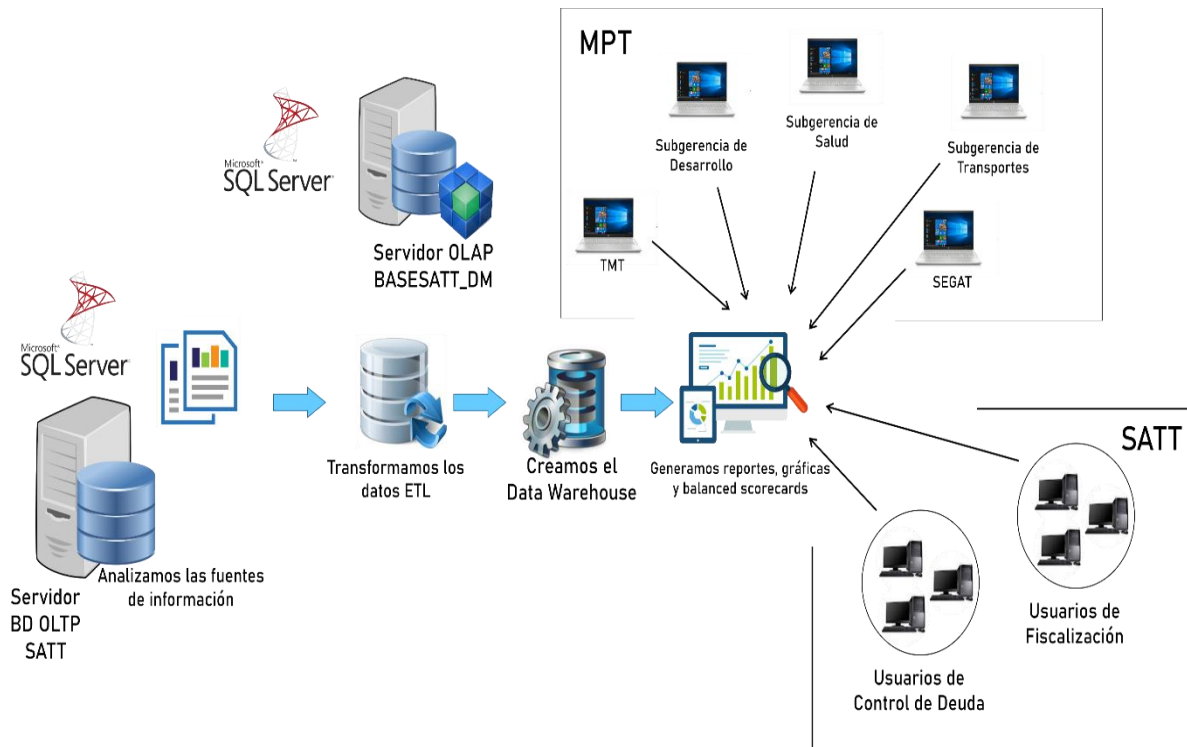 MPT
Subgerencia de
Desarrollo
Subgerencia de
Salud
Subgerencia de
Transportes
TMT
SEGAT
Microsoft®
SQL Server
Servidor OLAP
BASESATT_DM
Microsoft®
SQL Server
Servidor
BD OLTP
SATT
Analizamos las fuentes
de información
Transformamos los
datos ETL
Creamos el
Data Warehouse
Generamos reportes, gráficas
y balanced scorecards
SATT
Usuarios de
Fiscalización
Usuarios de
Control de Deuda